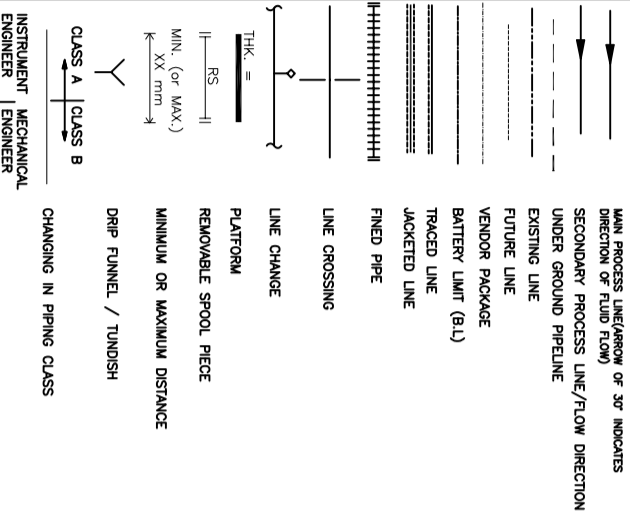 MAIN PROCESS LINE(ARROW OF 30° INDICATES
DIRECTION OF FLUID FLOW)
SECONDARY PROCESS LINE/FLOW DIRECTION
UNDER GROUND PIPELINE
EXISTING LINE
FUTURE LINE
VENDOR PACKAGE
BATTERY LIMIT (B.L)
TRACED LINE
JACKETED LINE
FINED PIPE
LINE CROSSING
LINE CHANGE
THK. =
PLATFORM
RS
REMOVABLE SPOOL PIECE
MIN. (or MAX.)
XX mm
MINIMUM OR MAXIMUM DISTANCE
DRIP FUNNEL / TUNDISH
CLASS A CLASS B
CHANGING IN PIPING CLASS
INSTRUMENT MECHANICAL
ENGINEER ENGINEER